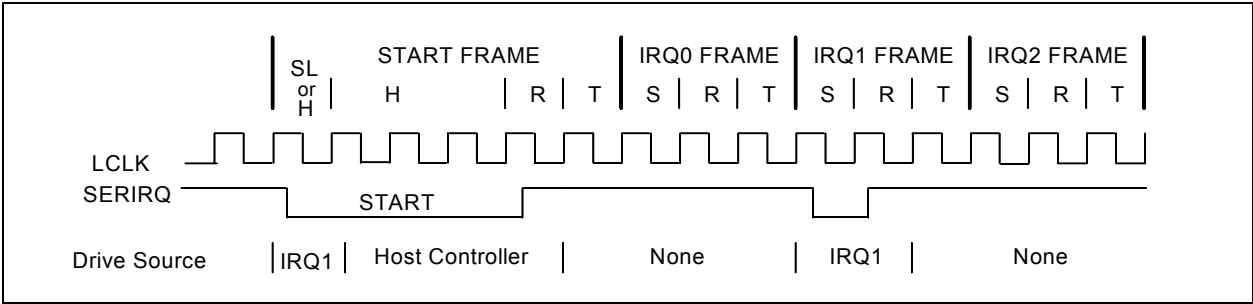 START FRAME IRQ0 FRAME IRQ1 FRAME IRQ2 FRAME
SL
or
H
H R T S R T S R T S R T
LCLK
SERIRQ
START
Drive Source IRQ1 Host Controller None IRQ1 None